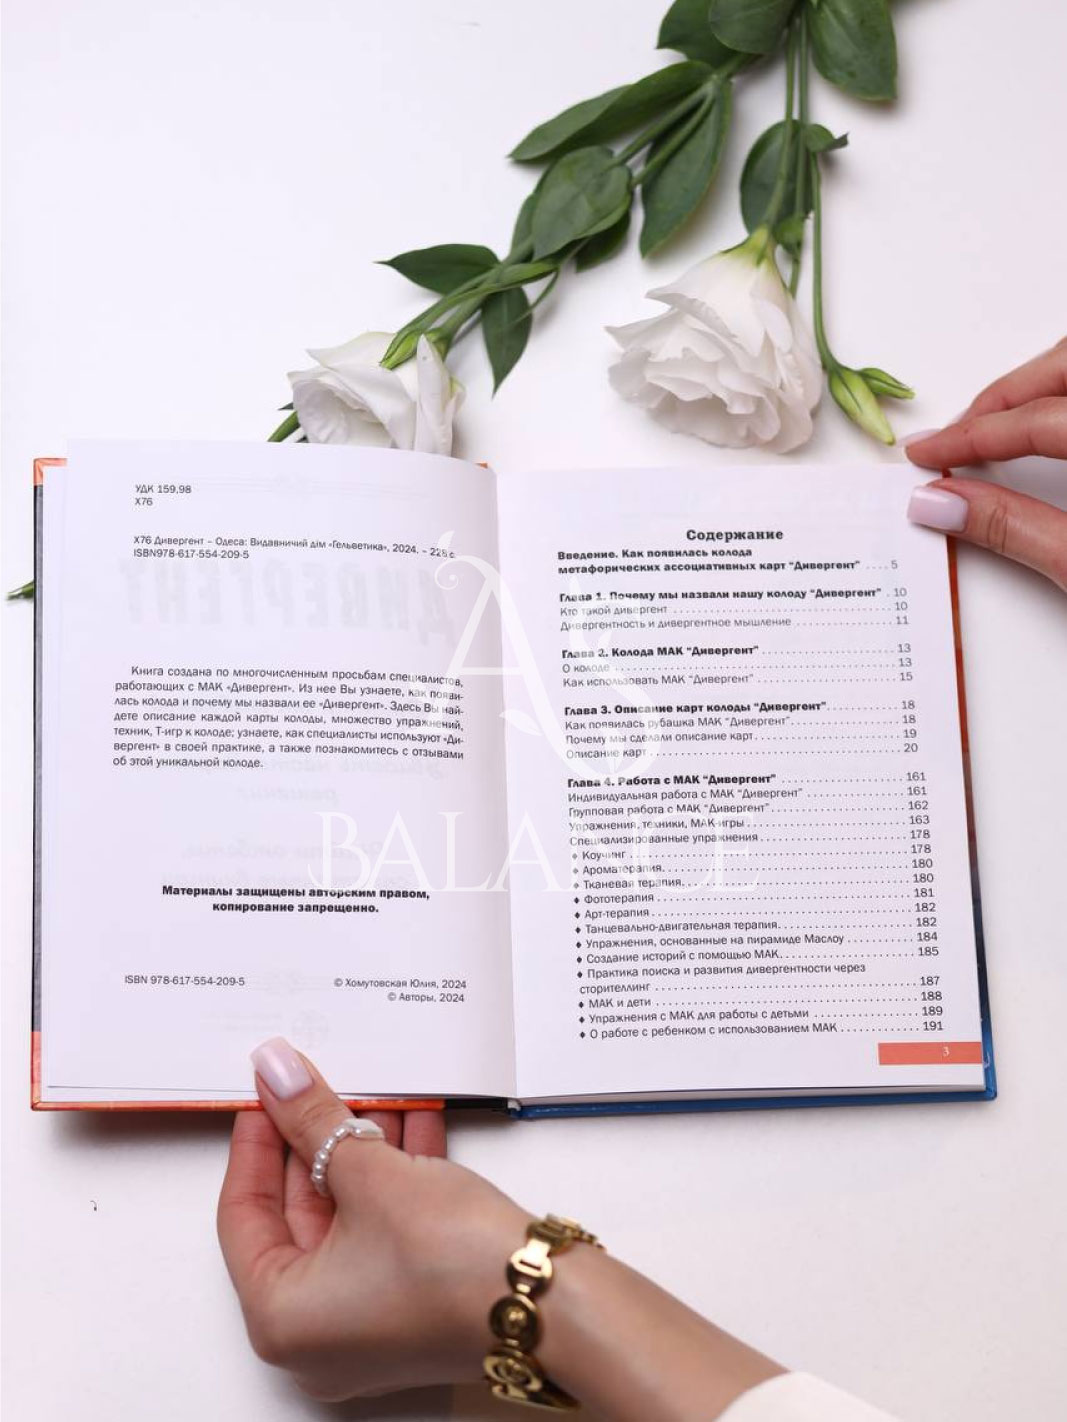 УДК 159,98
Х76
Х76 Дивергент – Одеса: Видавничий дім «Гельветика», 2024. – 228 с.
ISBN978-617-554-209-5
Книга создана по многочисленным просьбам специалистов,
работающих с МАК «Дивергент». Из нее Вы узнаете, как появи-
лась колода и почему мы назвали ее «Дивергент». Здесь Вы най-
дете описание каждой карты колоды, множество упражнений,
техник, Т-игр к колоде; узнаете, как специалисты используют «Ди-
вергент» в своей практике, а также познакомитесь с отзывами
об этой уникальной колоде.
Материалы защищены авторским правом,
копирование запрещенно.
ISBN 978-617-554-209-5
© Хомутовская Юлия, 2024
© Авторы, 2024
Содержание
Введение. Как появилась колода
метафорических ассоциативных карт "Дивергент" .... 5
Глава 1. Почему мы назвали нашу колоду "Дивергент" . 10
Кто такой дивергент ................................ 10
Дивергентность и дивергентное мышление ............... 11
Глава 2. Колода МАК "Дивергент" .................... 13
О колоде .......................................... 13
Как использовать МАК "Дивергент" ..................... 15
Глава 3. Описание карт колоды "Дивергент" ............. 18
Как появилась рубашка МАК "Дивергент" ................ 18
Почему мы сделали описание карт ...................... 19
Описание карт ...................................... 20
Глава 4. Работа с МАК "Дивергент" ..................... 161
Индивидуальная работа с МАК "Дивергент" .............. 161
Групповая работа с МАК "Дивергент" ................... 162
Упражнения, техники, МАК-игры ....................... 163
Специализированные упражнения ...................... 178
♦ Коучинг ......................................... 178
♦ Ароматерапия .................................... 180
♦ Тканевая терапия ................................. 180
♦ Фототерапия ..................................... 181
♦ Арт-терапия ..................................... 182
♦ Танцевально-двигательная терапия ................... 182
♦ Упражнения, основанные на пирамиде Маслоу .......... 184
♦ Создание историй с помощью МАК .................... 185
♦ Практика поиска и развития дивергентности через
сторителлинг ...................................... 187
♦ МАК и дети ...................................... 188
♦ Упражнения с МАК для работы с детьми ............... 189
♦ О работе с ребенком с использованием МАК ............ 191
3
BALANCE